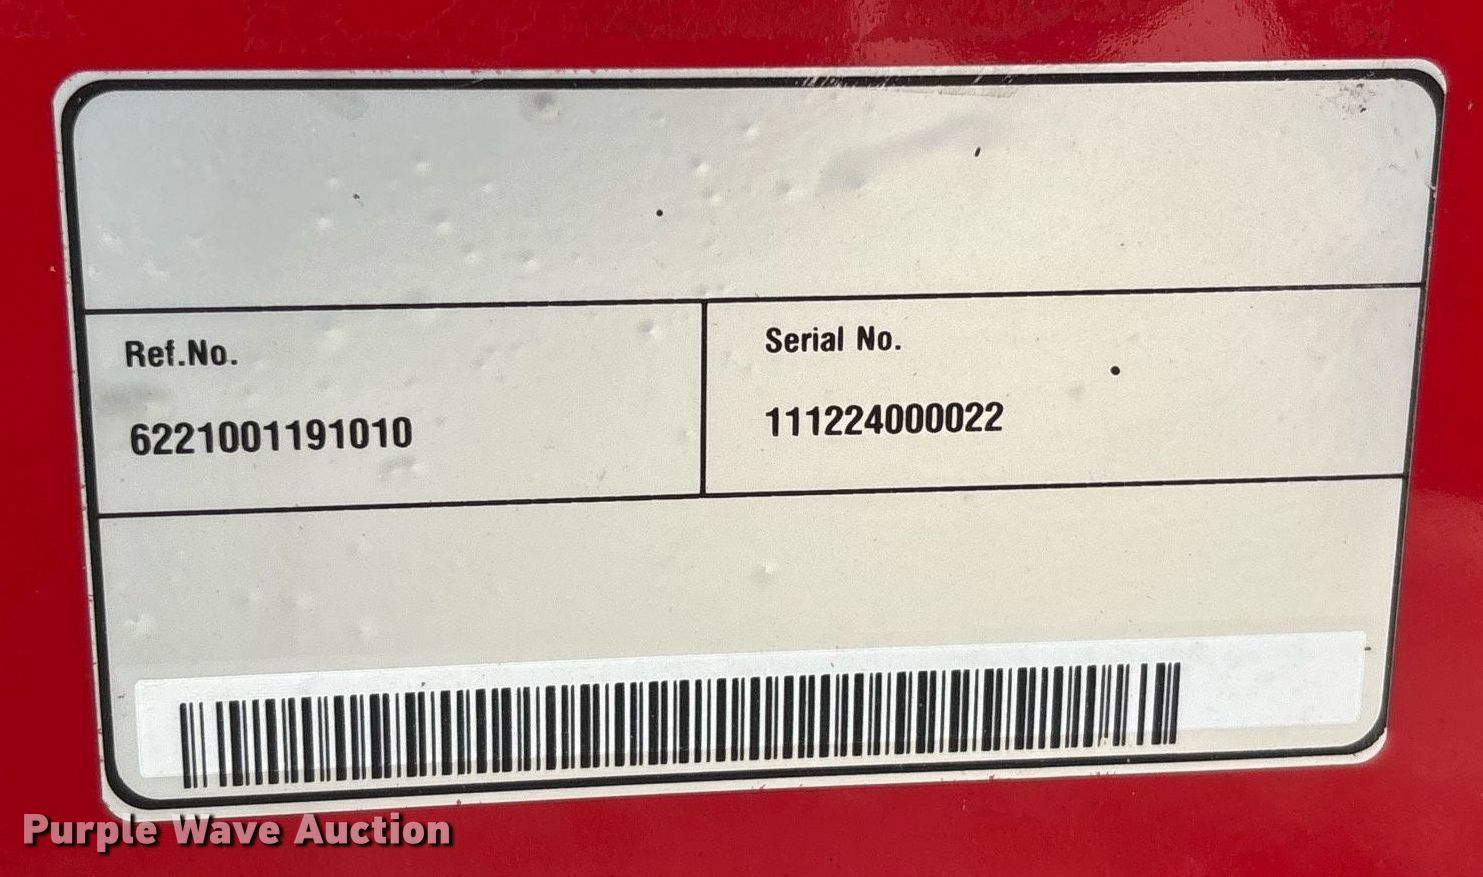 Ref.No.
6221001191010
Serial No.
111224000022
Purple Wave Auction